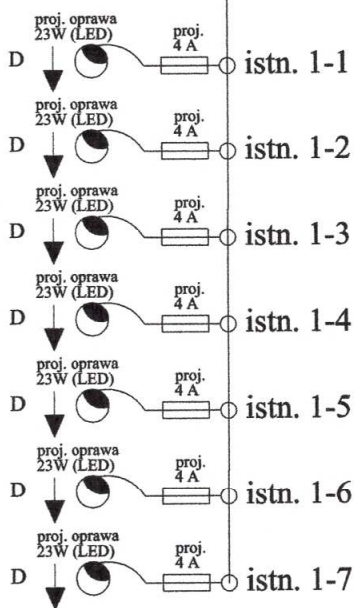 proj. oprawa
23W (LED)
proj.
4 A
D
istn. 1-1
proj. oprawa
23W (LED)
proj.
4 A
D
istn. 1-2
proj. oprawa
23W (LED)
proj.
4 A
D
istn. 1-3
proj. oprawa
23W (LED)
proj.
4 A
D
istn. 1-4
proj. oprawa
23W (LED)
proj.
4 A
D
istn. 1-5
proj. oprawa
23W (LED)
proj.
4 A
D
istn. 1-6
proj. oprawa
23W (LED)
proj.
4 A
D
istn. 1-7